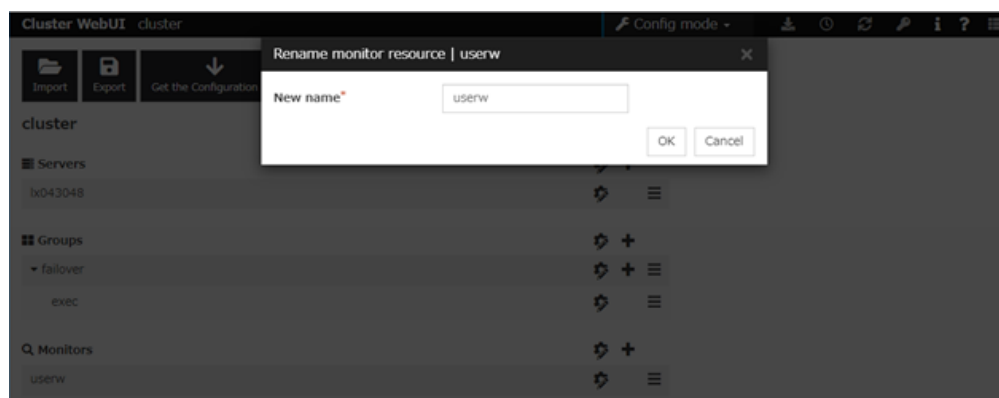 Cluster WebUI cluster
Config mode
Rename monitor resource | userw
Import
Export
Get the Configuration
New name*
userw
OK
Cancel
cluster
Servers
lx043048
Groups
failover
exec
Monitors
userw